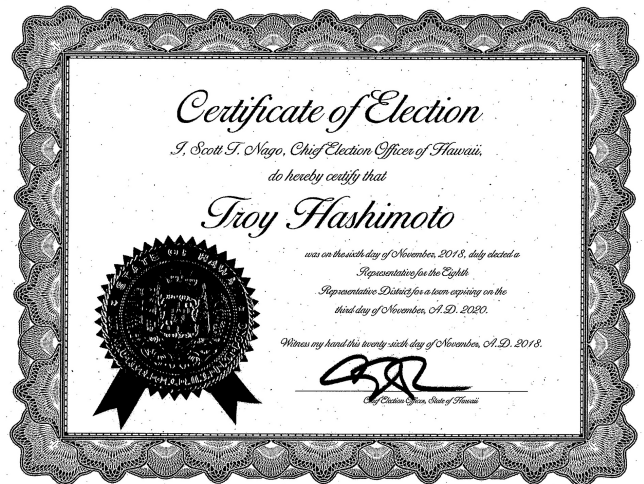 Certificate of Election
I, Scott T. Nago, Chief Election Officer of Hawaii,
do hereby certify that
Troy Hashimoto
was on the sixth day of November, 2018, duly elected a
Representative for the Eighth
Representative District for a term expiring on the
third day of November, A.D. 2020.
Witness my hand this twenty-sixth day of November, A.D. 2018.
Chief Election Officer, State of Hawaii
STATE OF HAWAII